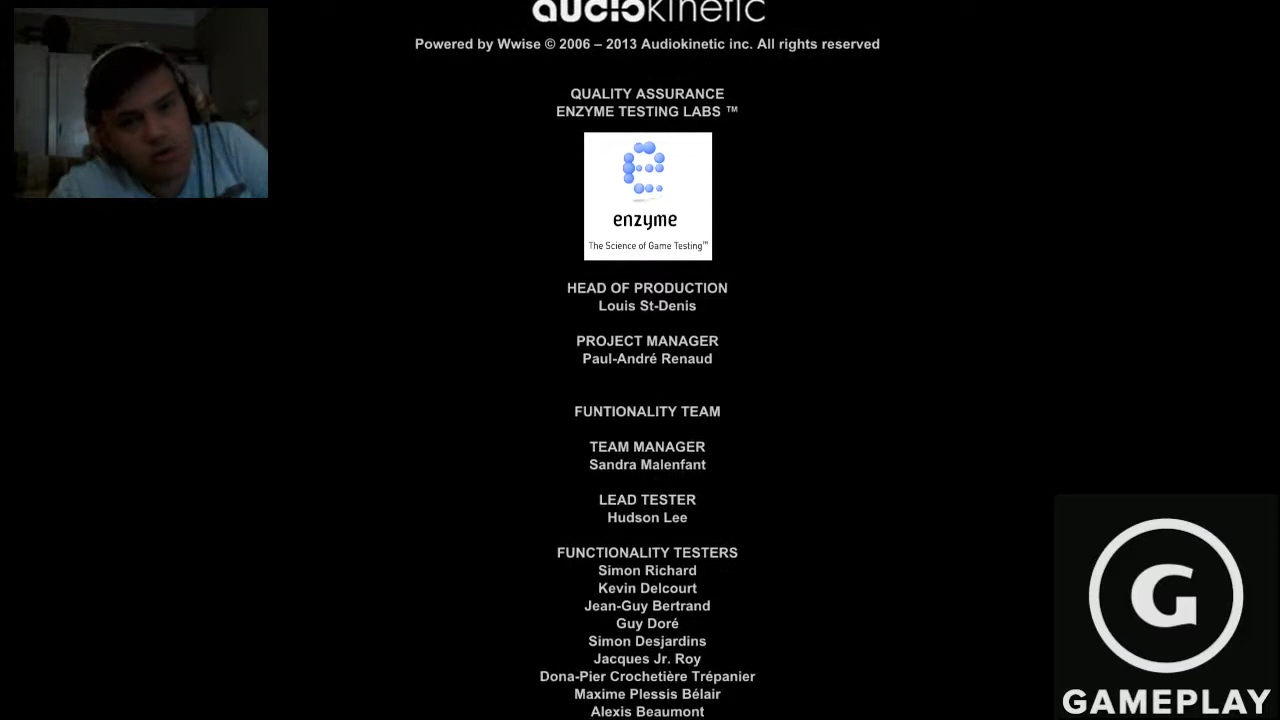 audiokinetic
Powered by Wwise © 2006 – 2013 Audiokinetic inc. All rights reserved
QUALITY ASSURANCE
ENZYME TESTING LABS ™
enzyme
The Science of Game Testing™
HEAD OF PRODUCTION
Louis St-Denis
PROJECT MANAGER
Paul-André Renaud
FUNTIONALITY TEAM
TEAM MANAGER
Sandra Malenfant
LEAD TESTER
Hudson Lee
FUNCTIONALITY TESTERS
Simon Richard
Kevin Delcourt
Jean-Guy Bertrand
Guy Doré
Simon Desjardins
Jacques Jr. Roy
Dona-Pier Crochetière Trépanier
Maxime Plessis Bélair
Alexis Beaumont
G
GAMEPLAY